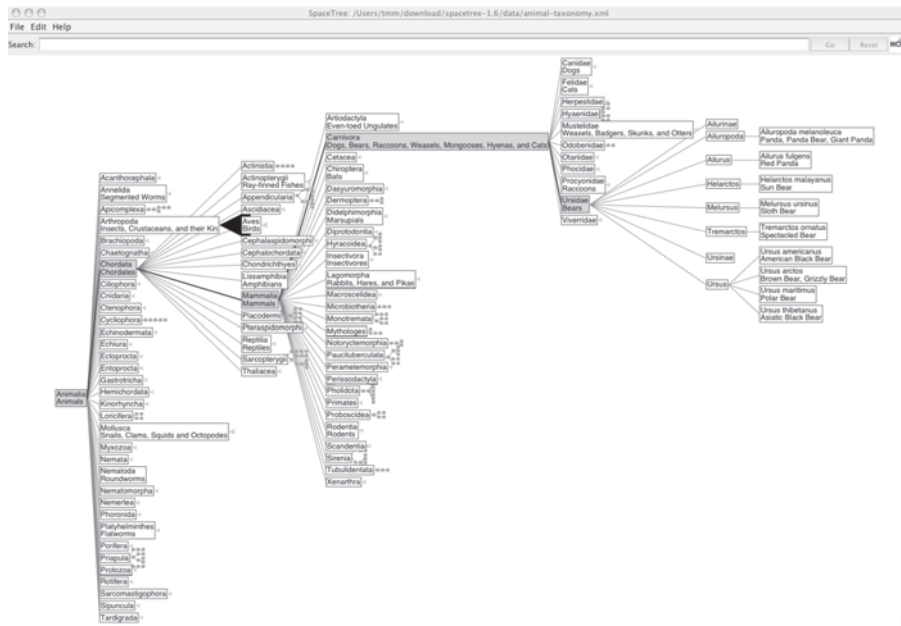 SpaceTree: /Users/tmm/download/spacetree-1.6/data/animal-taxonomy.xml
File Edit Help
Search:
Go
Reset
Animalia
Animals
Acanthocephala
Annelida
Segmented Worms
Apicomplexa
Arthropoda
Insects, Crustaceans, and their Kin
Brachiopoda
Chaetognatha
Chordata
Chordates
Ciliophora
Cnidaria
Ctenophora
Cycliophora
Echinodermata
Echiura
Ectoprocta
Entoprocta
Gastrotricha
Hemichordata
Kinorhyncha
Loricifera
Mollusca
Snails, Clams, Squids and Octopodes
Myxozoa
Nemata
Nematoda
Roundworms
Nematomorpha
Nemertea
Phoronida
Platyhelminthes
Flatworms
Porifera
Priapula
Protozoa
Rotifera
Sarcomastigophora
Sipuncula
Tardigrada
Actinistia
Actinopterygii
Ray-finned Fishes
Appendicularia
Ascidiacea
Aves
Birds
Cephalaspidomorphi
Cephalochordata
Chondrichthyes
Lissamphibia
Amphibians
Mammalia
Mammals
Placodermi
Pteraspidomorphi
Reptilia
Reptiles
Sarcopterygii
Thaliacea
Artiodactyla
Even-toed Ungulates
Carnivora
Dogs, Bears, Raccoons, Weasels, Mongooses, Hyenas, and Cats
Cetacea
Chiroptera
Bats
Dasyuromorphia
Dermoptera
Didelphimorphia
Marsupials
Diprotodontia
Hyracoidea
Insectivora
Insectivores
Lagomorpha
Rabbits, Hares, and Pikas
Macroscelidea
Microbiotheria
Monotremata
Mythologes
Notoryctemorphia
Pauciluberculata
Peramelemorphia
Perissodactyla
Pholidota
Primates
Proboscidea
Rodentia
Rodents
Scandentia
Sirenia
Tubulidentata
Xenarthra
Canidae
Dogs
Felidae
Cats
Herpestidae
Hyaenidae
Mustelidae
Weasels, Badgers, Skunks, and Otters
Odobenidae
Otariidae
Phocidae
Procyonidae
Raccoons
Ursidae
Bears
Viverridae
Ailurinae
Ailuropoda
Ailuropoda melanoleuca
Panda, Panda Bear, Giant Panda
Ailurus
Ailurus fulgens
Red Panda
Helarctos
Helarctos malayanus
Sun Bear
Melursus
Melursus ursinus
Sloth Bear
Tremarctos
Tremarctos ornatus
Spectacled Bear
Ursinae
Ursus
Ursus americanus
American Black Bear
Ursus arctos
Brown Bear, Grizzly Bear
Ursus maritimus
Polar Bear
Ursus thibetanus
Asiatic Black Bear